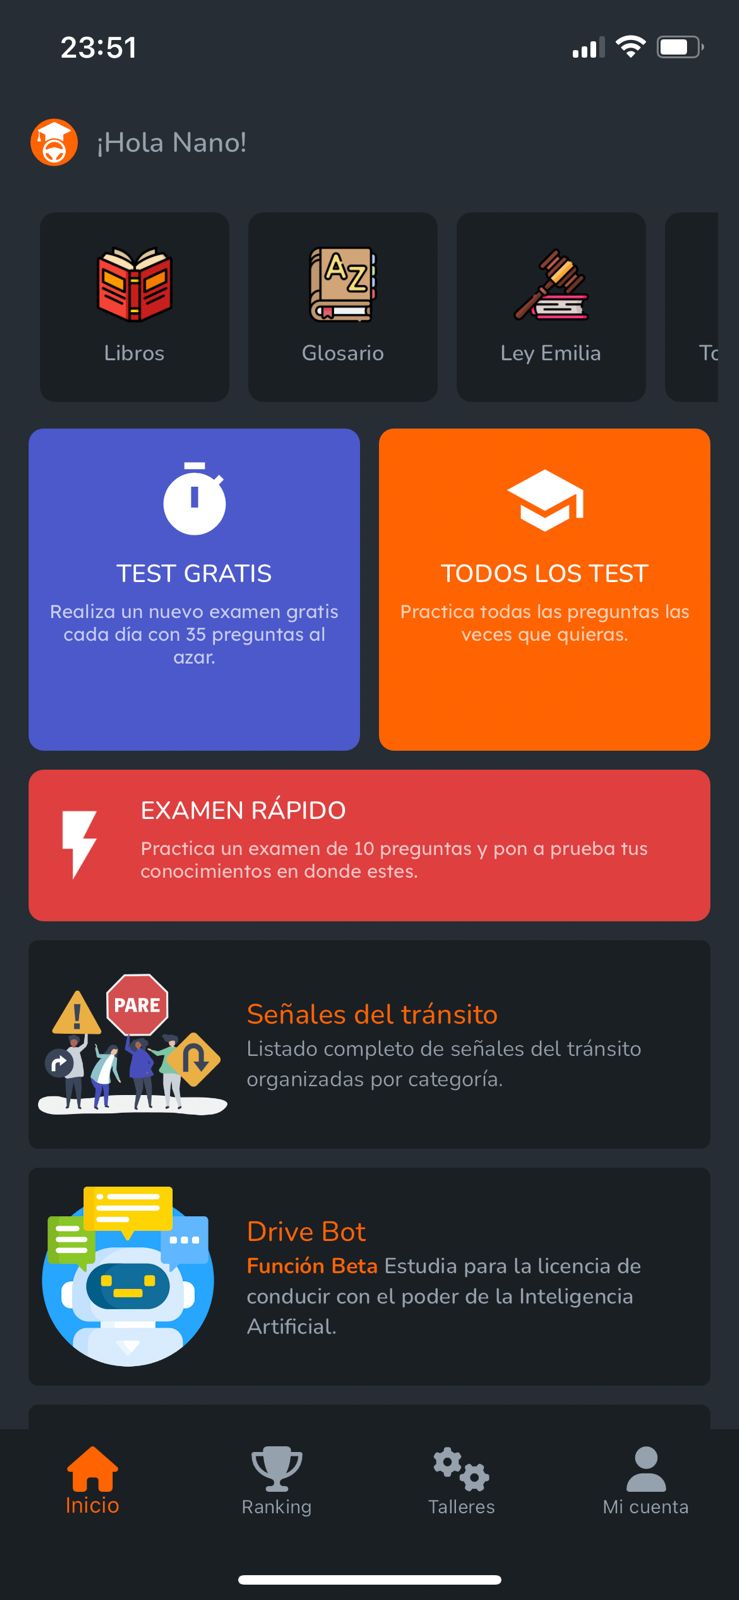 23:51
¡Hola Nano!
Libros
Glosario
Ley Emilia
AZ
TEST GRATIS
Realiza un nuevo examen gratis
cada día con 35 preguntas al
azar.
TODOS LOS TEST
Practica todas las preguntas las
veces que quieras.
EXAMEN RÁPIDO
Practica un examen de 10 preguntas y pon a prueba tus
conocimientos en donde estes.
PARE
Señales del tránsito
Listado completo de señales del tránsito
organizadas por categoría.
Drive Bot
Función Beta Estudia para la licencia de
conducir con el poder de la Inteligencia
Artificial.
Inicio
Ranking
Talleres
Mi cuenta